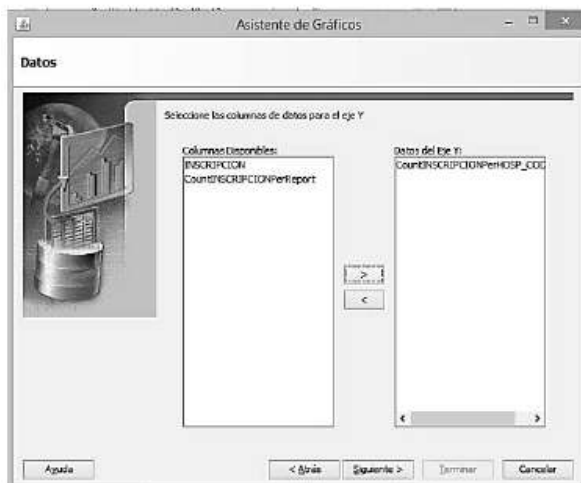 Asistente de Gráficos
Datos
Seleccione las columnas de datos para el eje Y
Columnas Disponibles:
INSCRIPCION
CountINSCRIPCIONPerReport
Datos del Eje Y:
CountINSCRIPCIONPerHOSP_COD
>
<
Ayuda
< Atrás
Siguiente >
Terminar
Cancelar